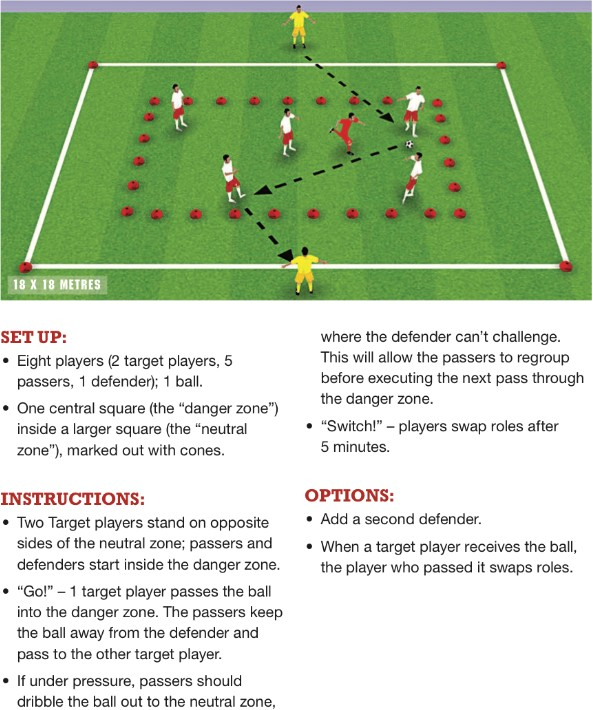 18 X 18 METRES
SET UP:
• Eight players (2 target players, 5
passers, 1 defender); 1 ball.
• One central square (the “danger zone”)
inside a larger square (the “neutral
zone”), marked out with cones.
INSTRUCTIONS:
• Two Target players stand on opposite
sides of the neutral zone; passers and
defenders start inside the danger zone.
• “Go!” – 1 target player passes the ball
into the danger zone. The passers keep
the ball away from the defender and
pass to the other target player.
• If under pressure, passers should
dribble the ball out to the neutral zone,
where the defender can’t challenge.
This will allow the passers to regroup
before executing the next pass through
the danger zone.
• “Switch!” – players swap roles after
5 minutes.
OPTIONS:
• Add a second defender.
• When a target player receives the ball,
the player who passed it swaps roles.